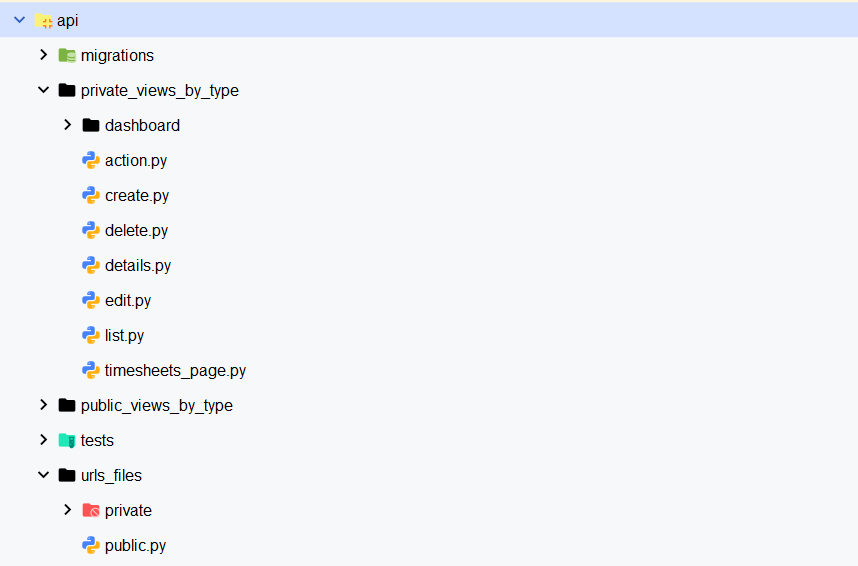 api
migrations
private_views_by_type
dashboard
action.py
create.py
delete.py
details.py
edit.py
list.py
timesheets_page.py
public_views_by_type
tests
urls_files
private
public.py